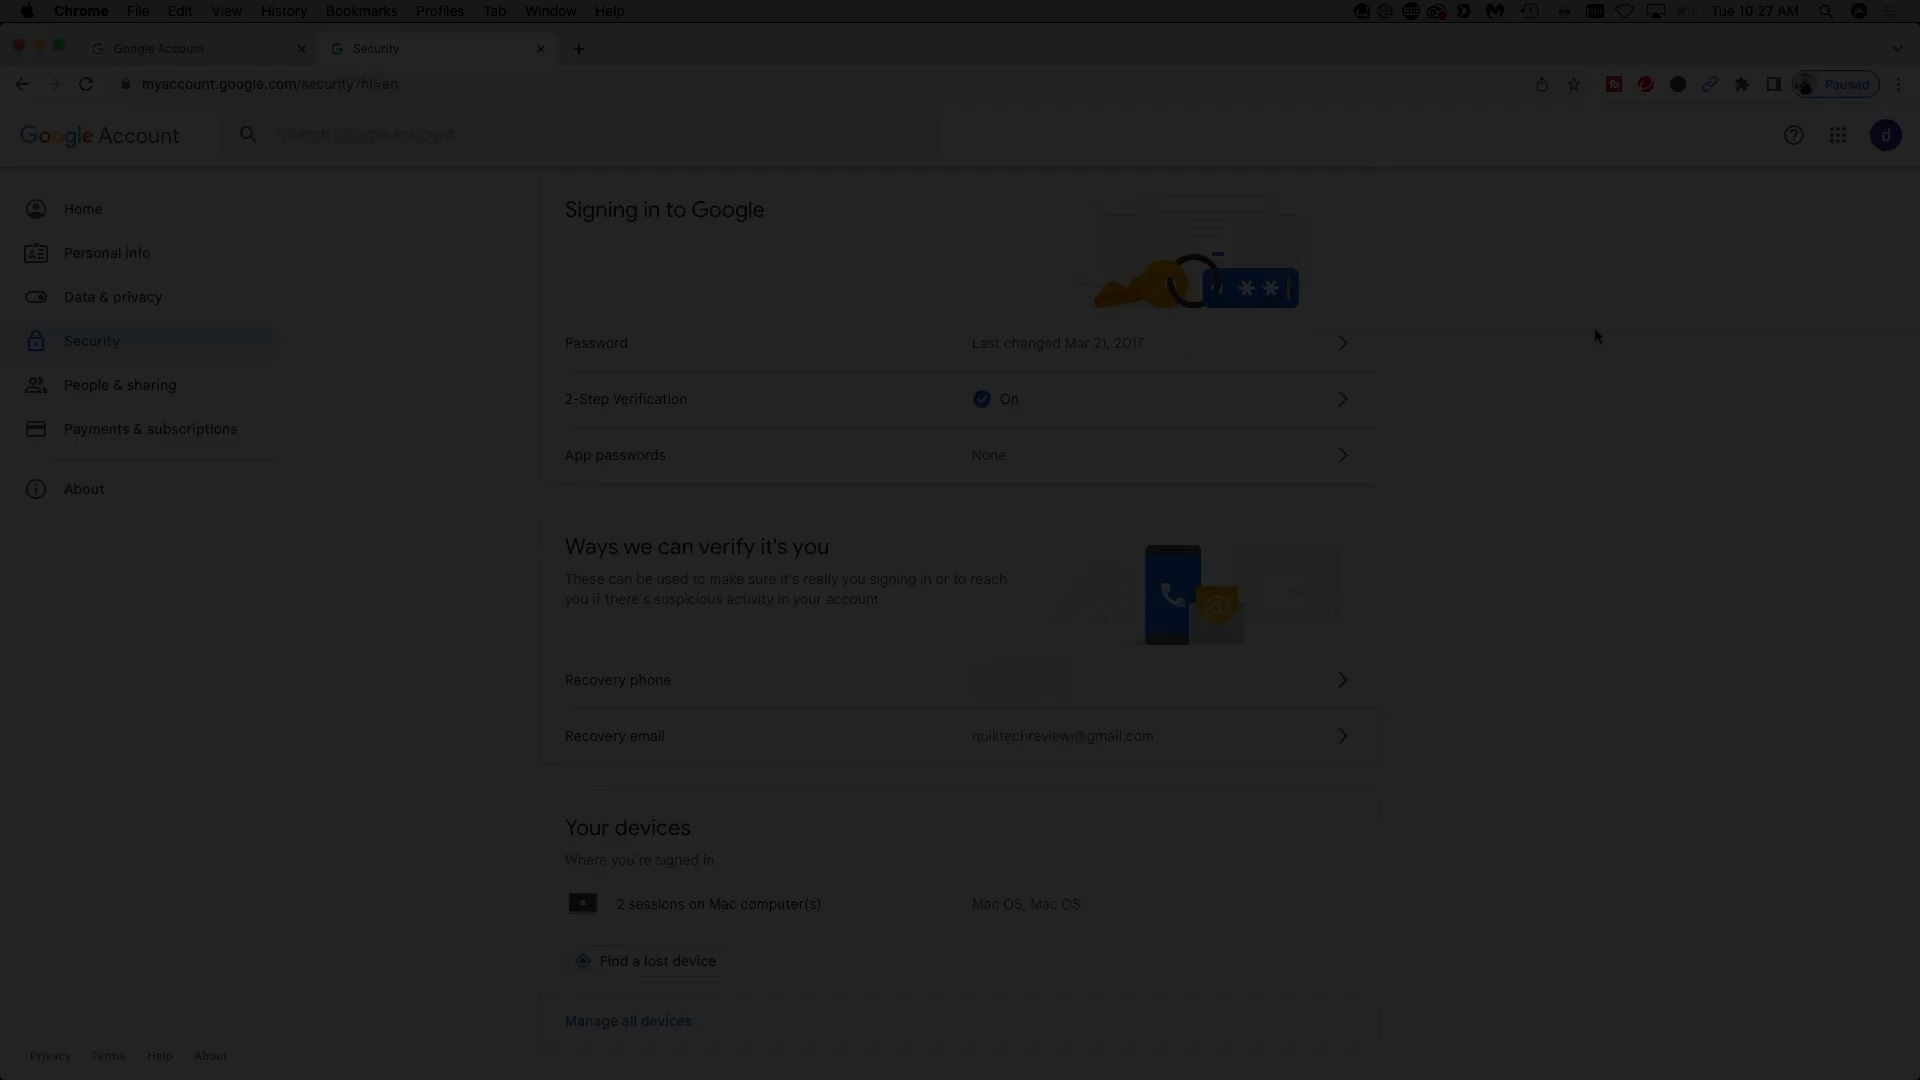 Chrome File Edit View History Bookmarks Profiles Tab Window Help Tue 10:27 AM
Google Account Security
myaccount.google.com/security?hl=en Paused
Google Account Search Google Account d
Home
Personal info
Data & privacy
Security
People & sharing
Payments & subscriptions
About
Signing in to Google
Password Last changed Mar 21, 2017
2-Step Verification On
App passwords None
Ways we can verify it's you
These can be used to make sure it's really you signing in or to reach
you if there's suspicious activity in your account
Recovery phone
Recovery email quiktechreview@gmail.com
Your devices
Where you're signed in
2 sessions on Mac computer(s) Mac OS, Mac OS
Find a lost device
Manage all devices
Privacy Terms Help About